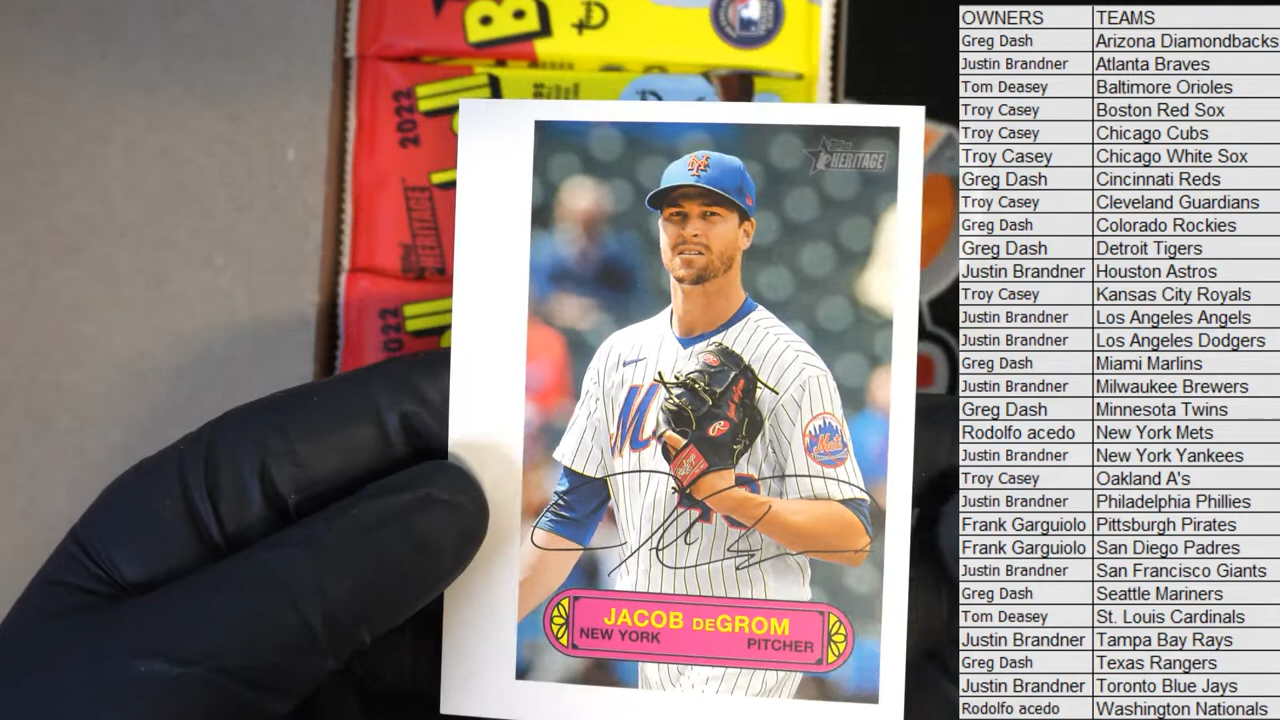 2022
Topps
HERITAGE
2022
Topps HERITAGE
M
JACOB DEGROM
NEW YORK
PITCHER
Mets
OWNERS TEAMS
Greg Dash Arizona Diamondbacks
Justin Brandner Atlanta Braves
Tom Deasey Baltimore Orioles
Troy Casey Boston Red Sox
Troy Casey Chicago Cubs
Troy Casey Chicago White Sox
Greg Dash Cincinnati Reds
Troy Casey Cleveland Guardians
Greg Dash Colorado Rockies
Greg Dash Detroit Tigers
Justin Brandner Houston Astros
Troy Casey Kansas City Royals
Justin Brandner Los Angeles Angels
Justin Brandner Los Angeles Dodgers
Greg Dash Miami Marlins
Justin Brandner Milwaukee Brewers
Greg Dash Minnesota Twins
Rodolfo acedo New York Mets
Justin Brandner New York Yankees
Troy Casey Oakland A's
Justin Brandner Philadelphia Phillies
Frank Garguiolo Pittsburgh Pirates
Frank Garguiolo San Diego Padres
Justin Brandner San Francisco Giants
Greg Dash Seattle Mariners
Tom Deasey St. Louis Cardinals
Justin Brandner Tampa Bay Rays
Greg Dash Texas Rangers
Justin Brandner Toronto Blue Jays
Rodolfo acedo Washington Nationals